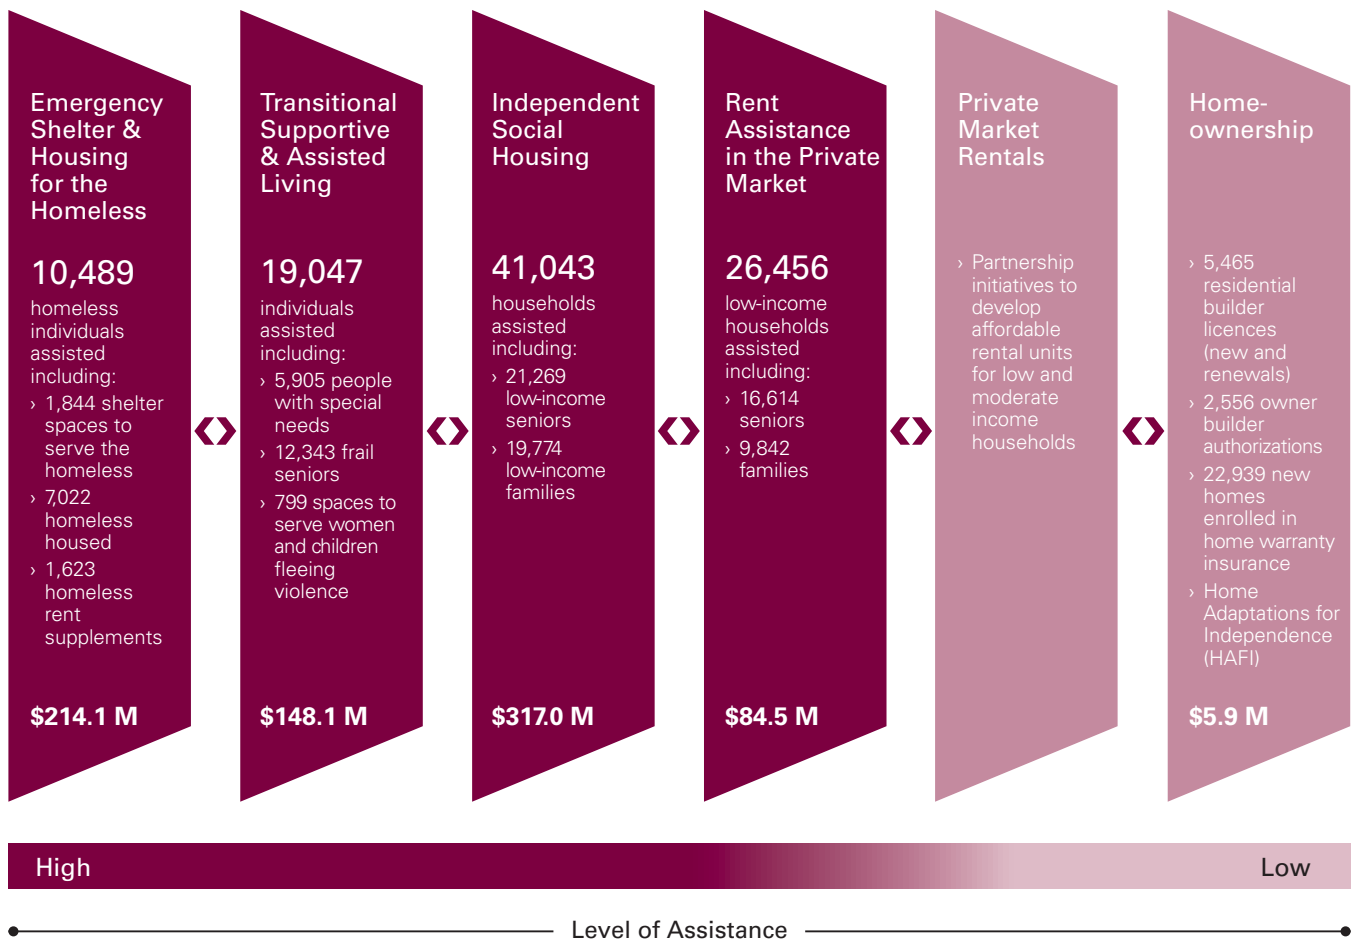 Emergency
Shelter &
Housing
for the
Homeless
10,489
homeless
individuals
assisted
including:
› 1,844 shelter
spaces to
serve the
homeless
› 7,022
homeless
housed
› 1,623
homeless
rent
supplements
$214.1 M
Transitional
Supportive
& Assisted
Living
19,047
individuals
assisted
including:
› 5,905 people
with special
needs
› 12,343 frail
seniors
› 799 spaces to
serve women
and children
fleeing
violence
$148.1 M
Independent
Social
Housing
41,043
households
assisted
including:
› 21,269
low-income
seniors
› 19,774
low-income
families
$317.0 M
Rent
Assistance
in the Private
Market
26,456
low-income
households
assisted
including:
› 16,614
seniors
› 9,842
families
$84.5 M
Private
Market
Rentals
› Partnership
initiatives to
develop
affordable
rental units
for low and
moderate
income
households
Home-
ownership
› 5,465
residential
builder
licences
(new and
renewals)
› 2,556 owner
builder
authorizations
› 22,939 new
homes
enrolled in
home warranty
insurance
› Home
Adaptations for
Independence
(HAFI)
$5.9 M
High
Low
Level of Assistance